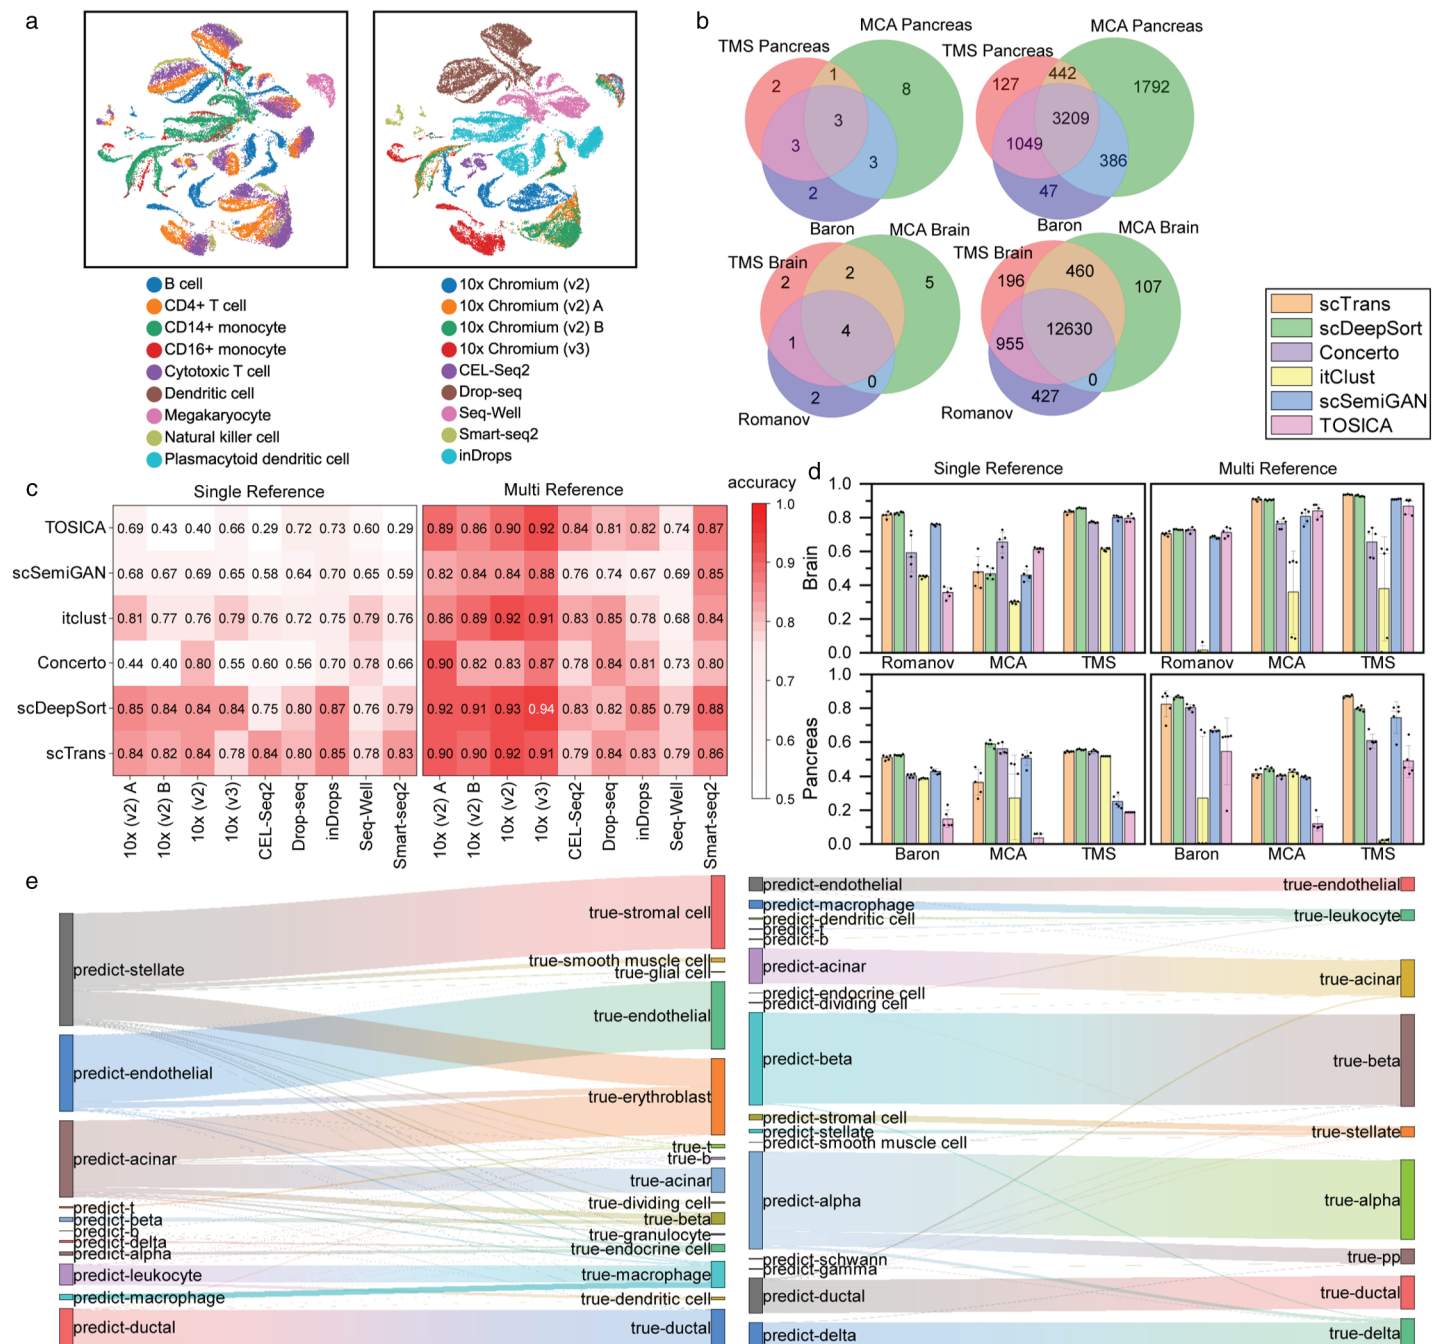 a
B cell
CD4+ T cell
CD14+ monocyte
CD16+ monocyte
Cytotoxic T cell
Dendritic cell
Megakaryocyte
Natural killer cell
Plasmacytoid dendritic cell
10x Chromium (v2)
10x Chromium (v2) A
10x Chromium (v2) B
10x Chromium (v3)
CEL-Seq2
Drop-seq
Seq-Well
Smart-seq2
inDrops
b
TMS Pancreas MCA Pancreas
2 1 8
3
3 3
2
Baron
TMS Pancreas MCA Pancreas
127 442 1792
3209
1049 386
47
Baron
TMS Brain MCA Brain
2 2 5
1 4
0
2
Romanov
TMS Brain MCA Brain
196 460 107
955 12630
0
427
Romanov
scTrans
scDeepSort
Concerto
itClust
scSemiGAN
TOSICA
c
Single Reference Multi Reference
accuracy
TOSICA 0.69 0.43 0.40 0.66 0.29 0.72 0.73 0.60 0.29 0.89 0.86 0.90 0.92 0.84 0.81 0.82 0.74 0.87
scSemiGAN 0.68 0.67 0.69 0.65 0.58 0.64 0.70 0.65 0.59 0.82 0.84 0.84 0.88 0.76 0.74 0.67 0.69 0.85
itclust 0.81 0.77 0.76 0.79 0.76 0.72 0.75 0.79 0.76 0.86 0.89 0.92 0.91 0.83 0.85 0.78 0.68 0.84
Concerto 0.44 0.40 0.80 0.55 0.60 0.56 0.70 0.78 0.66 0.90 0.82 0.83 0.87 0.78 0.84 0.81 0.73 0.80
scDeepSort 0.85 0.84 0.84 0.84 0.75 0.80 0.87 0.76 0.79 0.92 0.91 0.93 0.94 0.83 0.82 0.85 0.79 0.88
scTrans 0.84 0.82 0.84 0.78 0.84 0.80 0.85 0.78 0.83 0.90 0.90 0.92 0.91 0.79 0.84 0.83 0.79 0.86
10x (v2) A 10x (v2) B 10x (v2) 10x (v3) CEL-Seq2 Drop-seq inDrops Seq-Well Smart-seq2 10x (v2) A 10x (v2) B 10x (v2) 10x (v3) CEL-Seq2 Drop-seq inDrops Seq-Well Smart-seq2
1.0
0.9
0.8
0.7
0.6
0.5
d
Single Reference Multi Reference
Brain
1.0
0.8
0.6
0.4
0.2
0.0
Romanov MCA TMS Romanov MCA TMS
Pancreas
1.0
0.8
0.6
0.4
0.2
0.0
Baron MCA TMS Baron MCA TMS
e
predict-stellate
predict-endothelial
predict-acinar
predict-t
predict-beta
predict-b
predict-delta
predict-alpha
predict-leukocyte
predict-macrophage
predict-ductal
true-stromal cell
true-smooth muscle cell
true-glial cell
true-endothelial
true-erythroblast
true-t
true-b
true-acinar
true-dividing cell
true-beta
true-granulocyte
true-endocrine cell
true-macrophage
true-dendritic cell
true-ductal
predict-endothelial
predict-macrophage
predict-dendritic cell
predict-t
predict-b
predict-acinar
predict-endocrine cell
predict-dividing cell
predict-beta
predict-stromal cell
predict-stellate
predict-smooth muscle cell
predict-alpha
predict-schwann
predict-gamma
predict-ductal
predict-delta
true-endothelial
true-leukocyte
true-acinar
true-beta
true-stellate
true-alpha
true-pp
true-ductal
true-delta